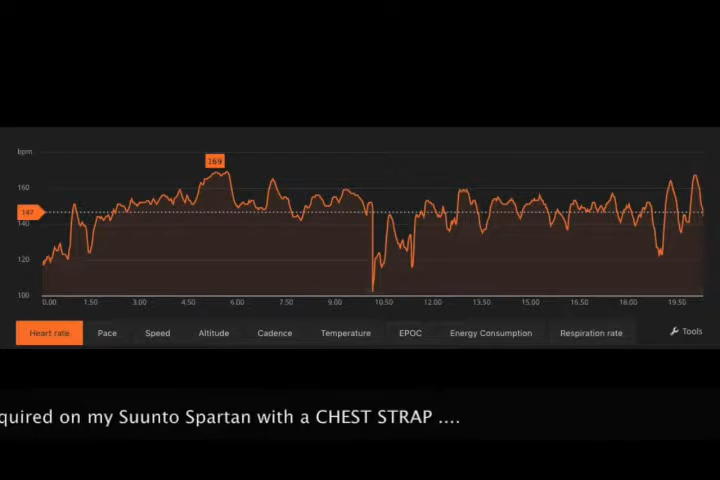 bpm
169
160
147
140
120
100
0.00 1.50 3.00 4.50 6.00 7.50 9.00 10.50 12.00 13.50 15.00 16.50 18.00 19.50
Heart rate Pace Speed Altitude Cadence Temperature EPOC Energy Consumption Respiration rate Tools
quired on my Suunto Spartan with a CHEST STRAP ....